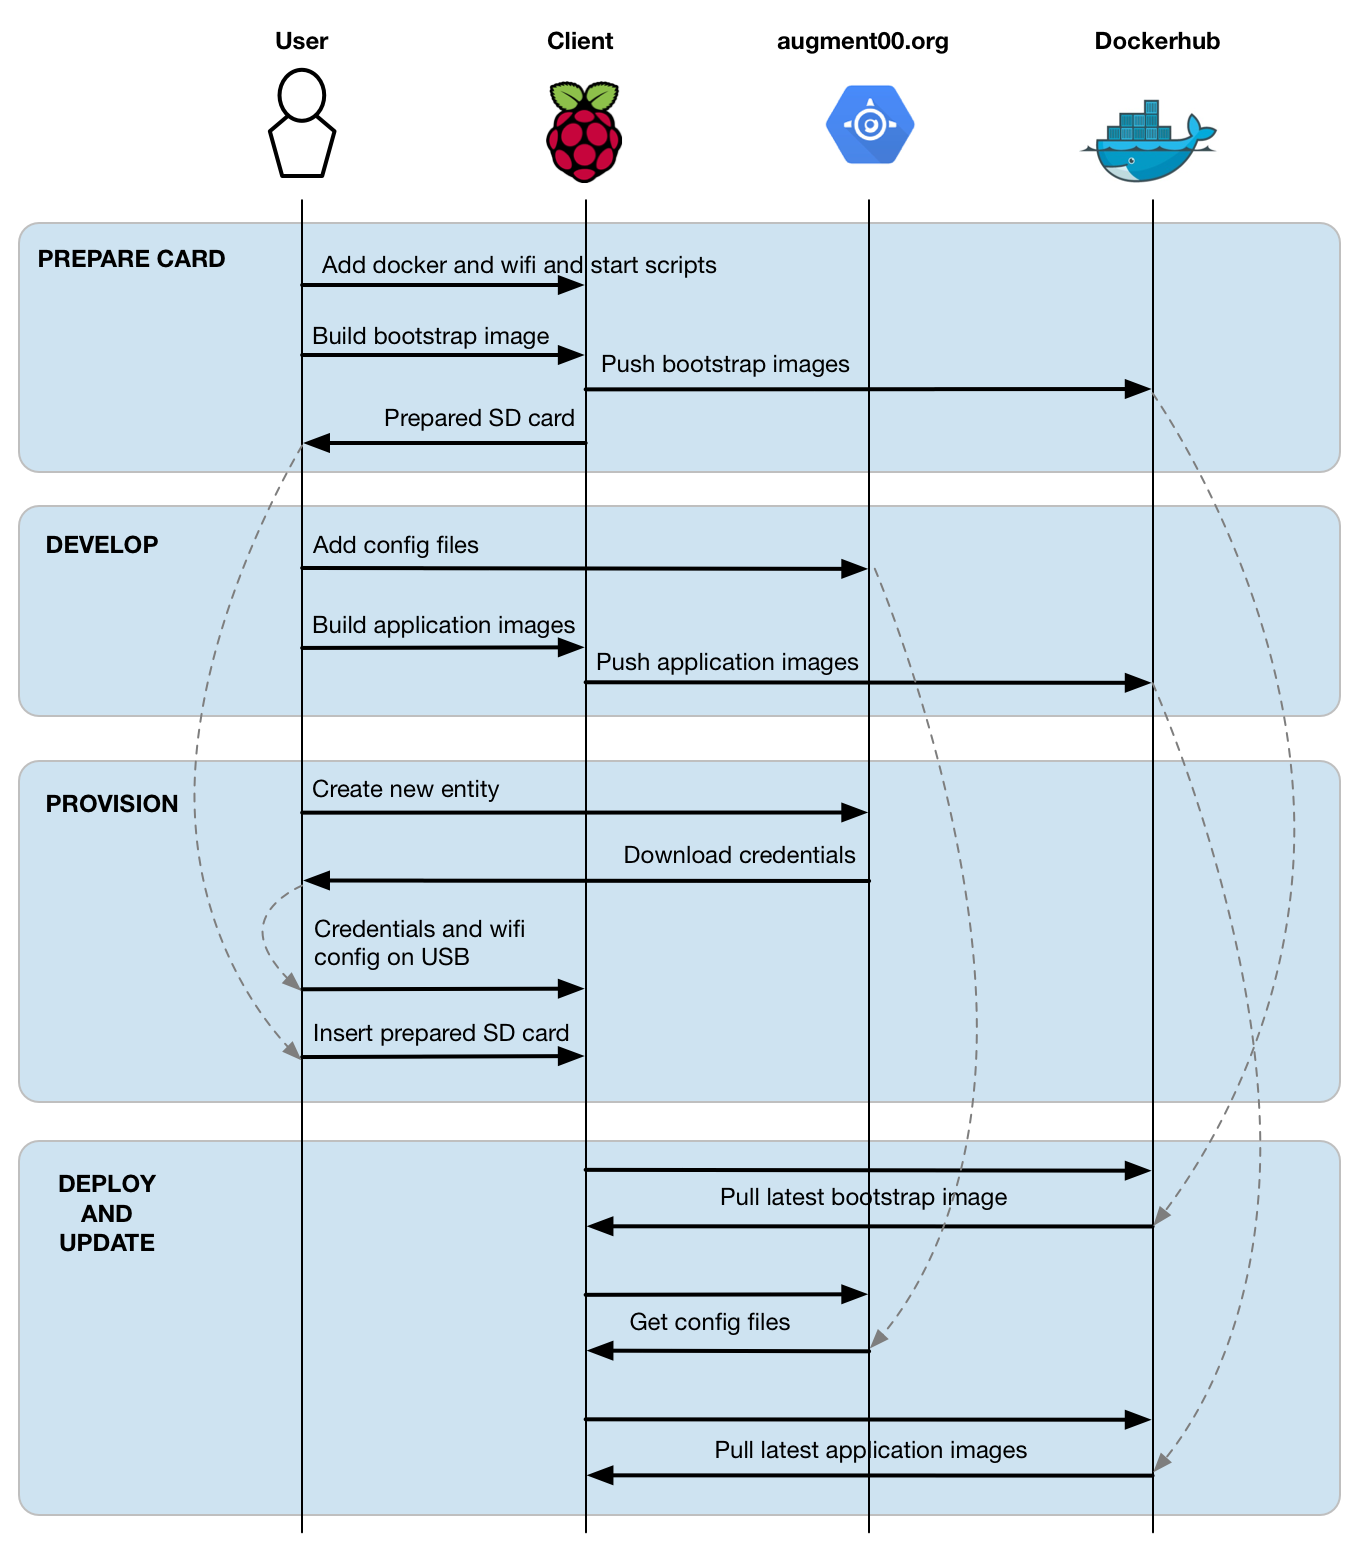 User
Client
augment00.org
Dockerhub
PREPARE CARD
Add docker and wifi and start scripts
Build bootstrap image
Push bootstrap images
Prepared SD card
DEVELOP
Add config files
Build application images
Push application images
PROVISION
Create new entity
Download credentials
Credentials and wifi
config on USB
Insert prepared SD card
DEPLOY
AND
UPDATE
Pull latest bootstrap image
Get config files
Pull latest application images